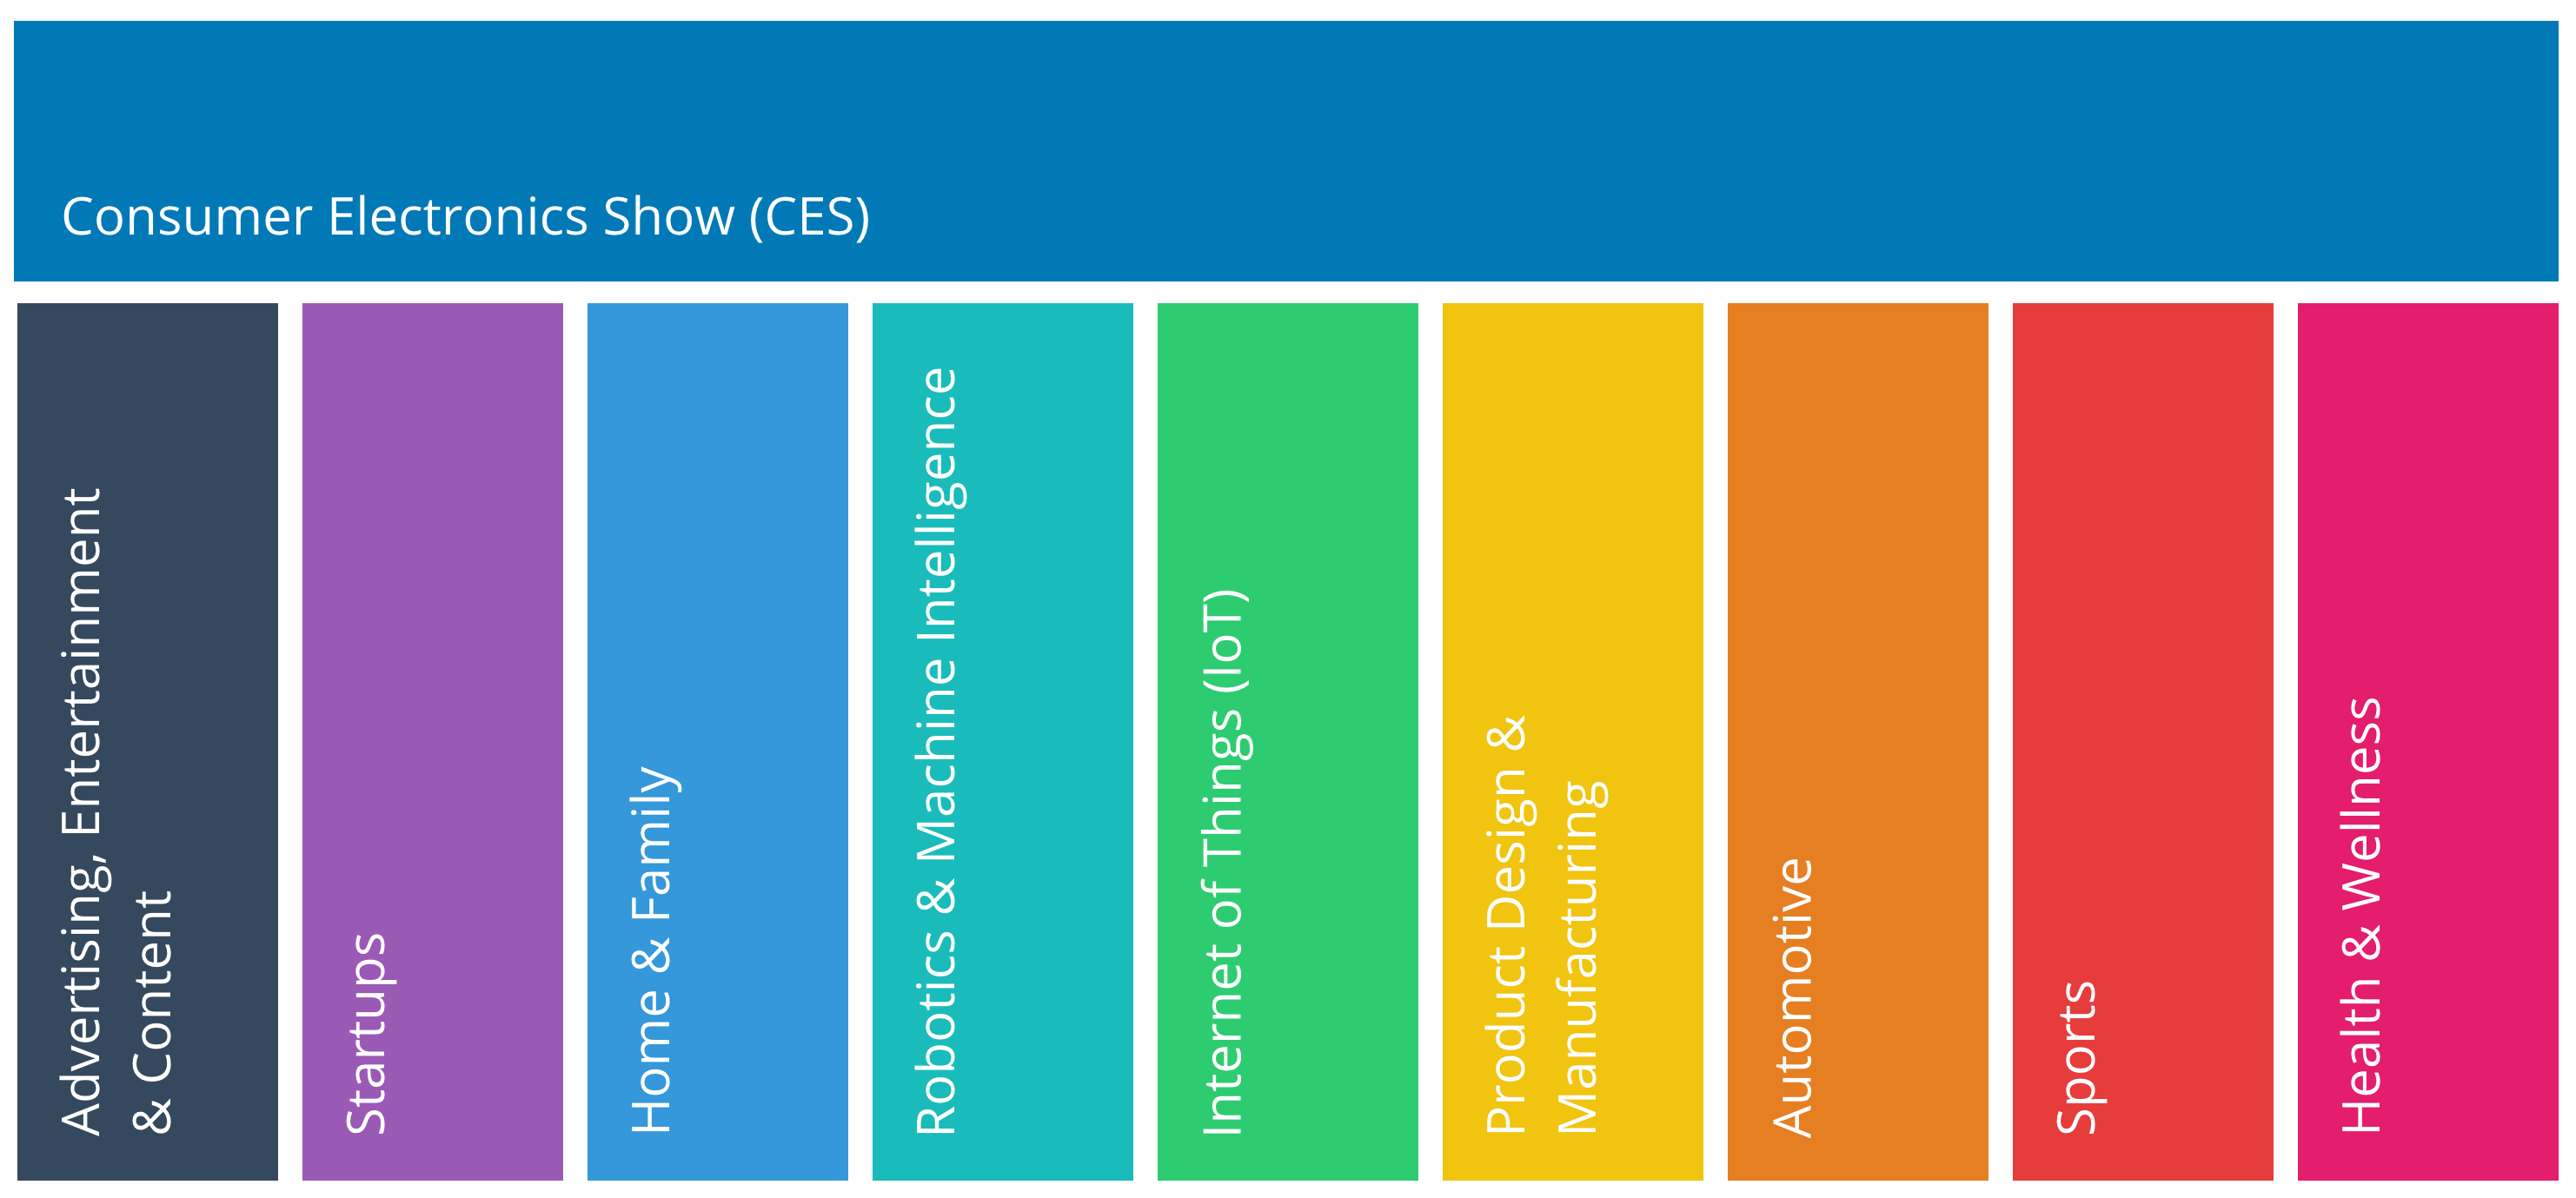 Consumer Electronics Show (CES)
Advertising, Entertainment
& Content
Startups
Home & Family
Robotics & Machine Intelligence
Internet of Things (IoT)
Product Design &
Manufacturing
Automotive
Sports
Health & Wellness